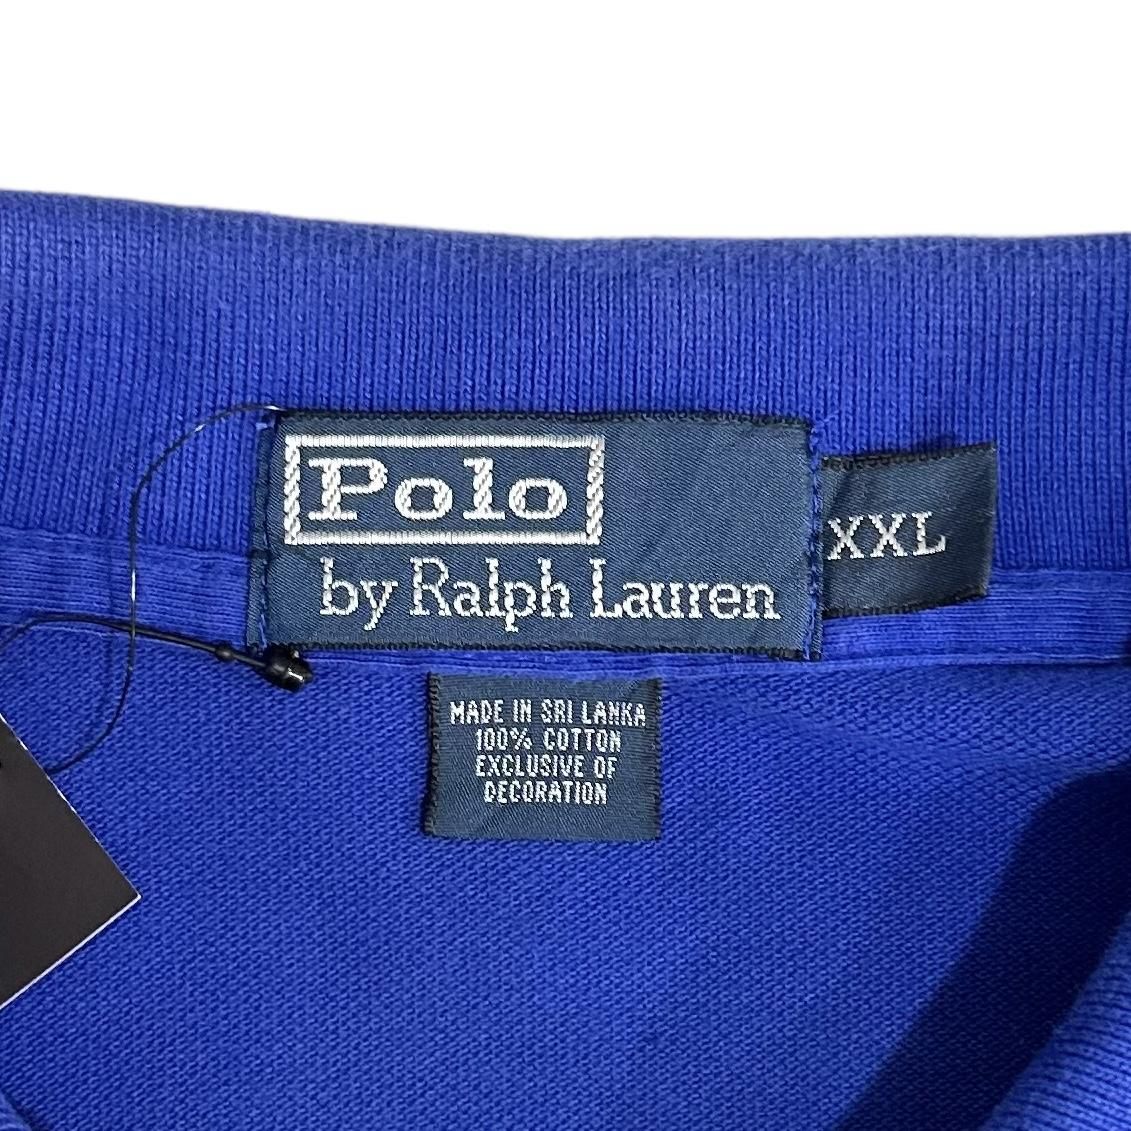 Polo
by Ralph Lauren
XXL
MADE IN SRI LANKA
100% COTTON
EXCLUSIVE OF
DECORATION